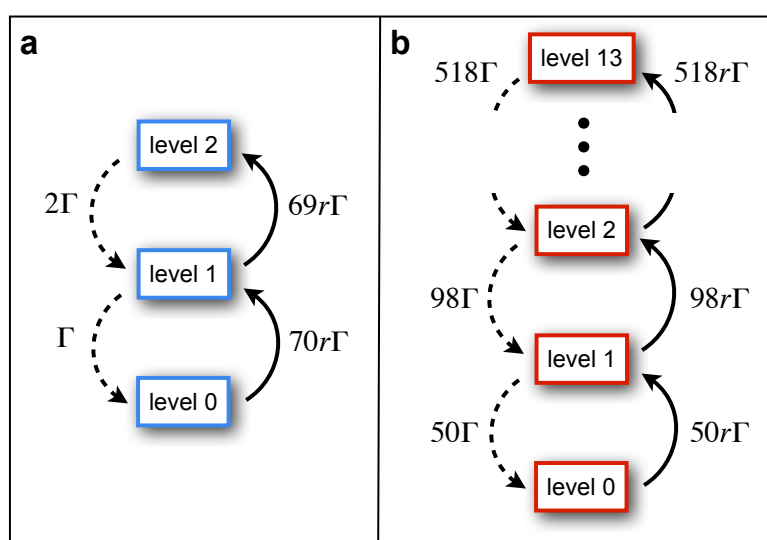 a
level 2
2Γ
69rΓ
level 1
Γ
70rΓ
level 0
b
level 13
518Γ
518rΓ
level 2
98Γ
98rΓ
level 1
50Γ
50rΓ
level 0